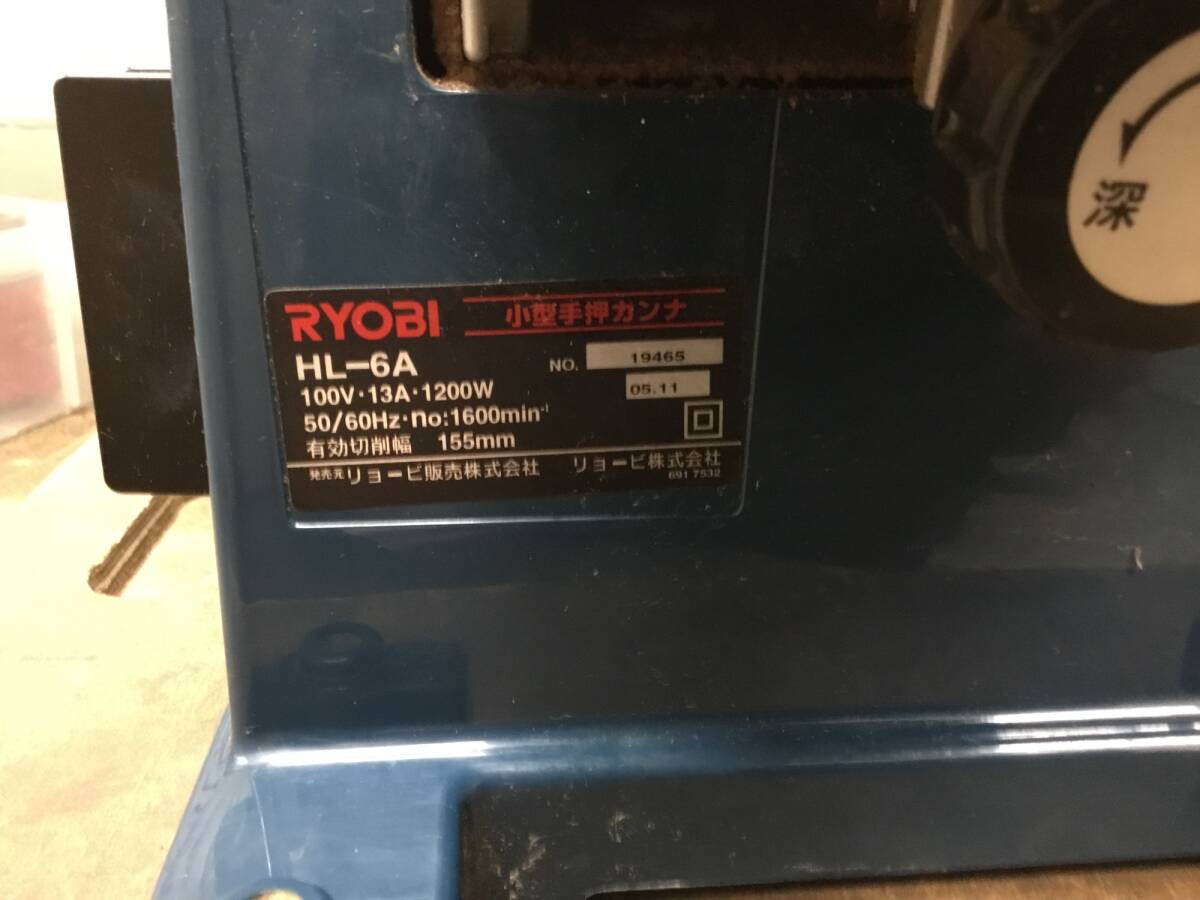 RYOBI 小型手押カンナ
HL-6A NO. 19465
100V・13A・1200W 05.11
50/60Hz・no:1600min⁻¹
有効切削幅 155mm
発売元 リョービ販売株式会社 リョービ株式会社
691 7532
深